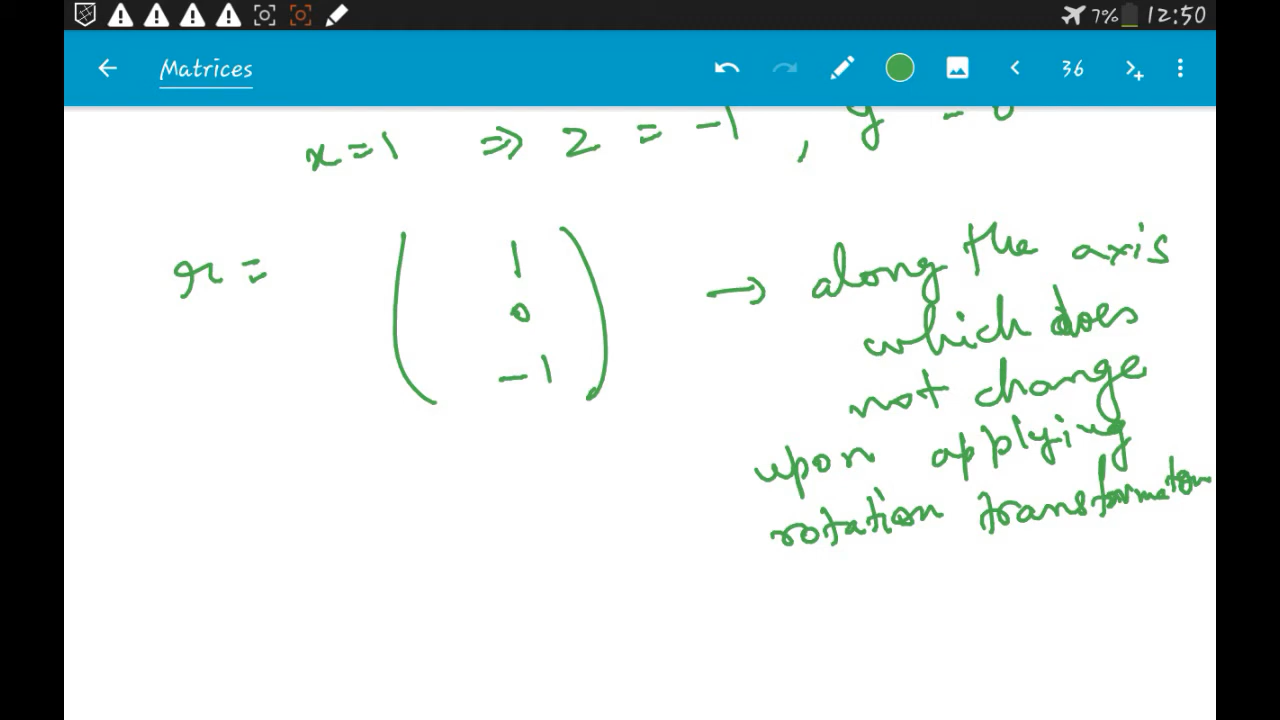 7% 12:50
Matrices 36
x=1 ⇒ z = -1 , y = 0
r = ( 1 → along the axis
0 which does
-1 ) not change
upon applying
rotation transformation